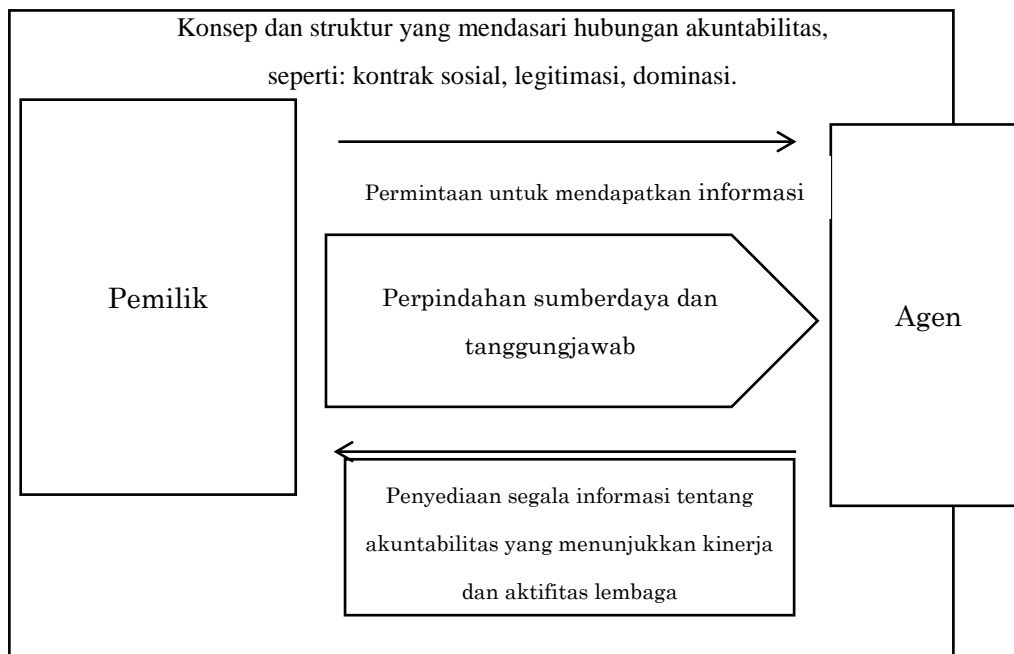 Konsep dan struktur yang mendasari hubungan akuntabilitas,
seperti: kontrak sosial, legitimasi, dominasi.
Permintaan untuk mendapatkan informasi
Pemilik
Perpindahan sumberdaya dan
tanggungjawab
Agen
Penyediaan segala informasi tentang
akuntabilitas yang menunjukkan kinerja
dan aktifitas lembaga